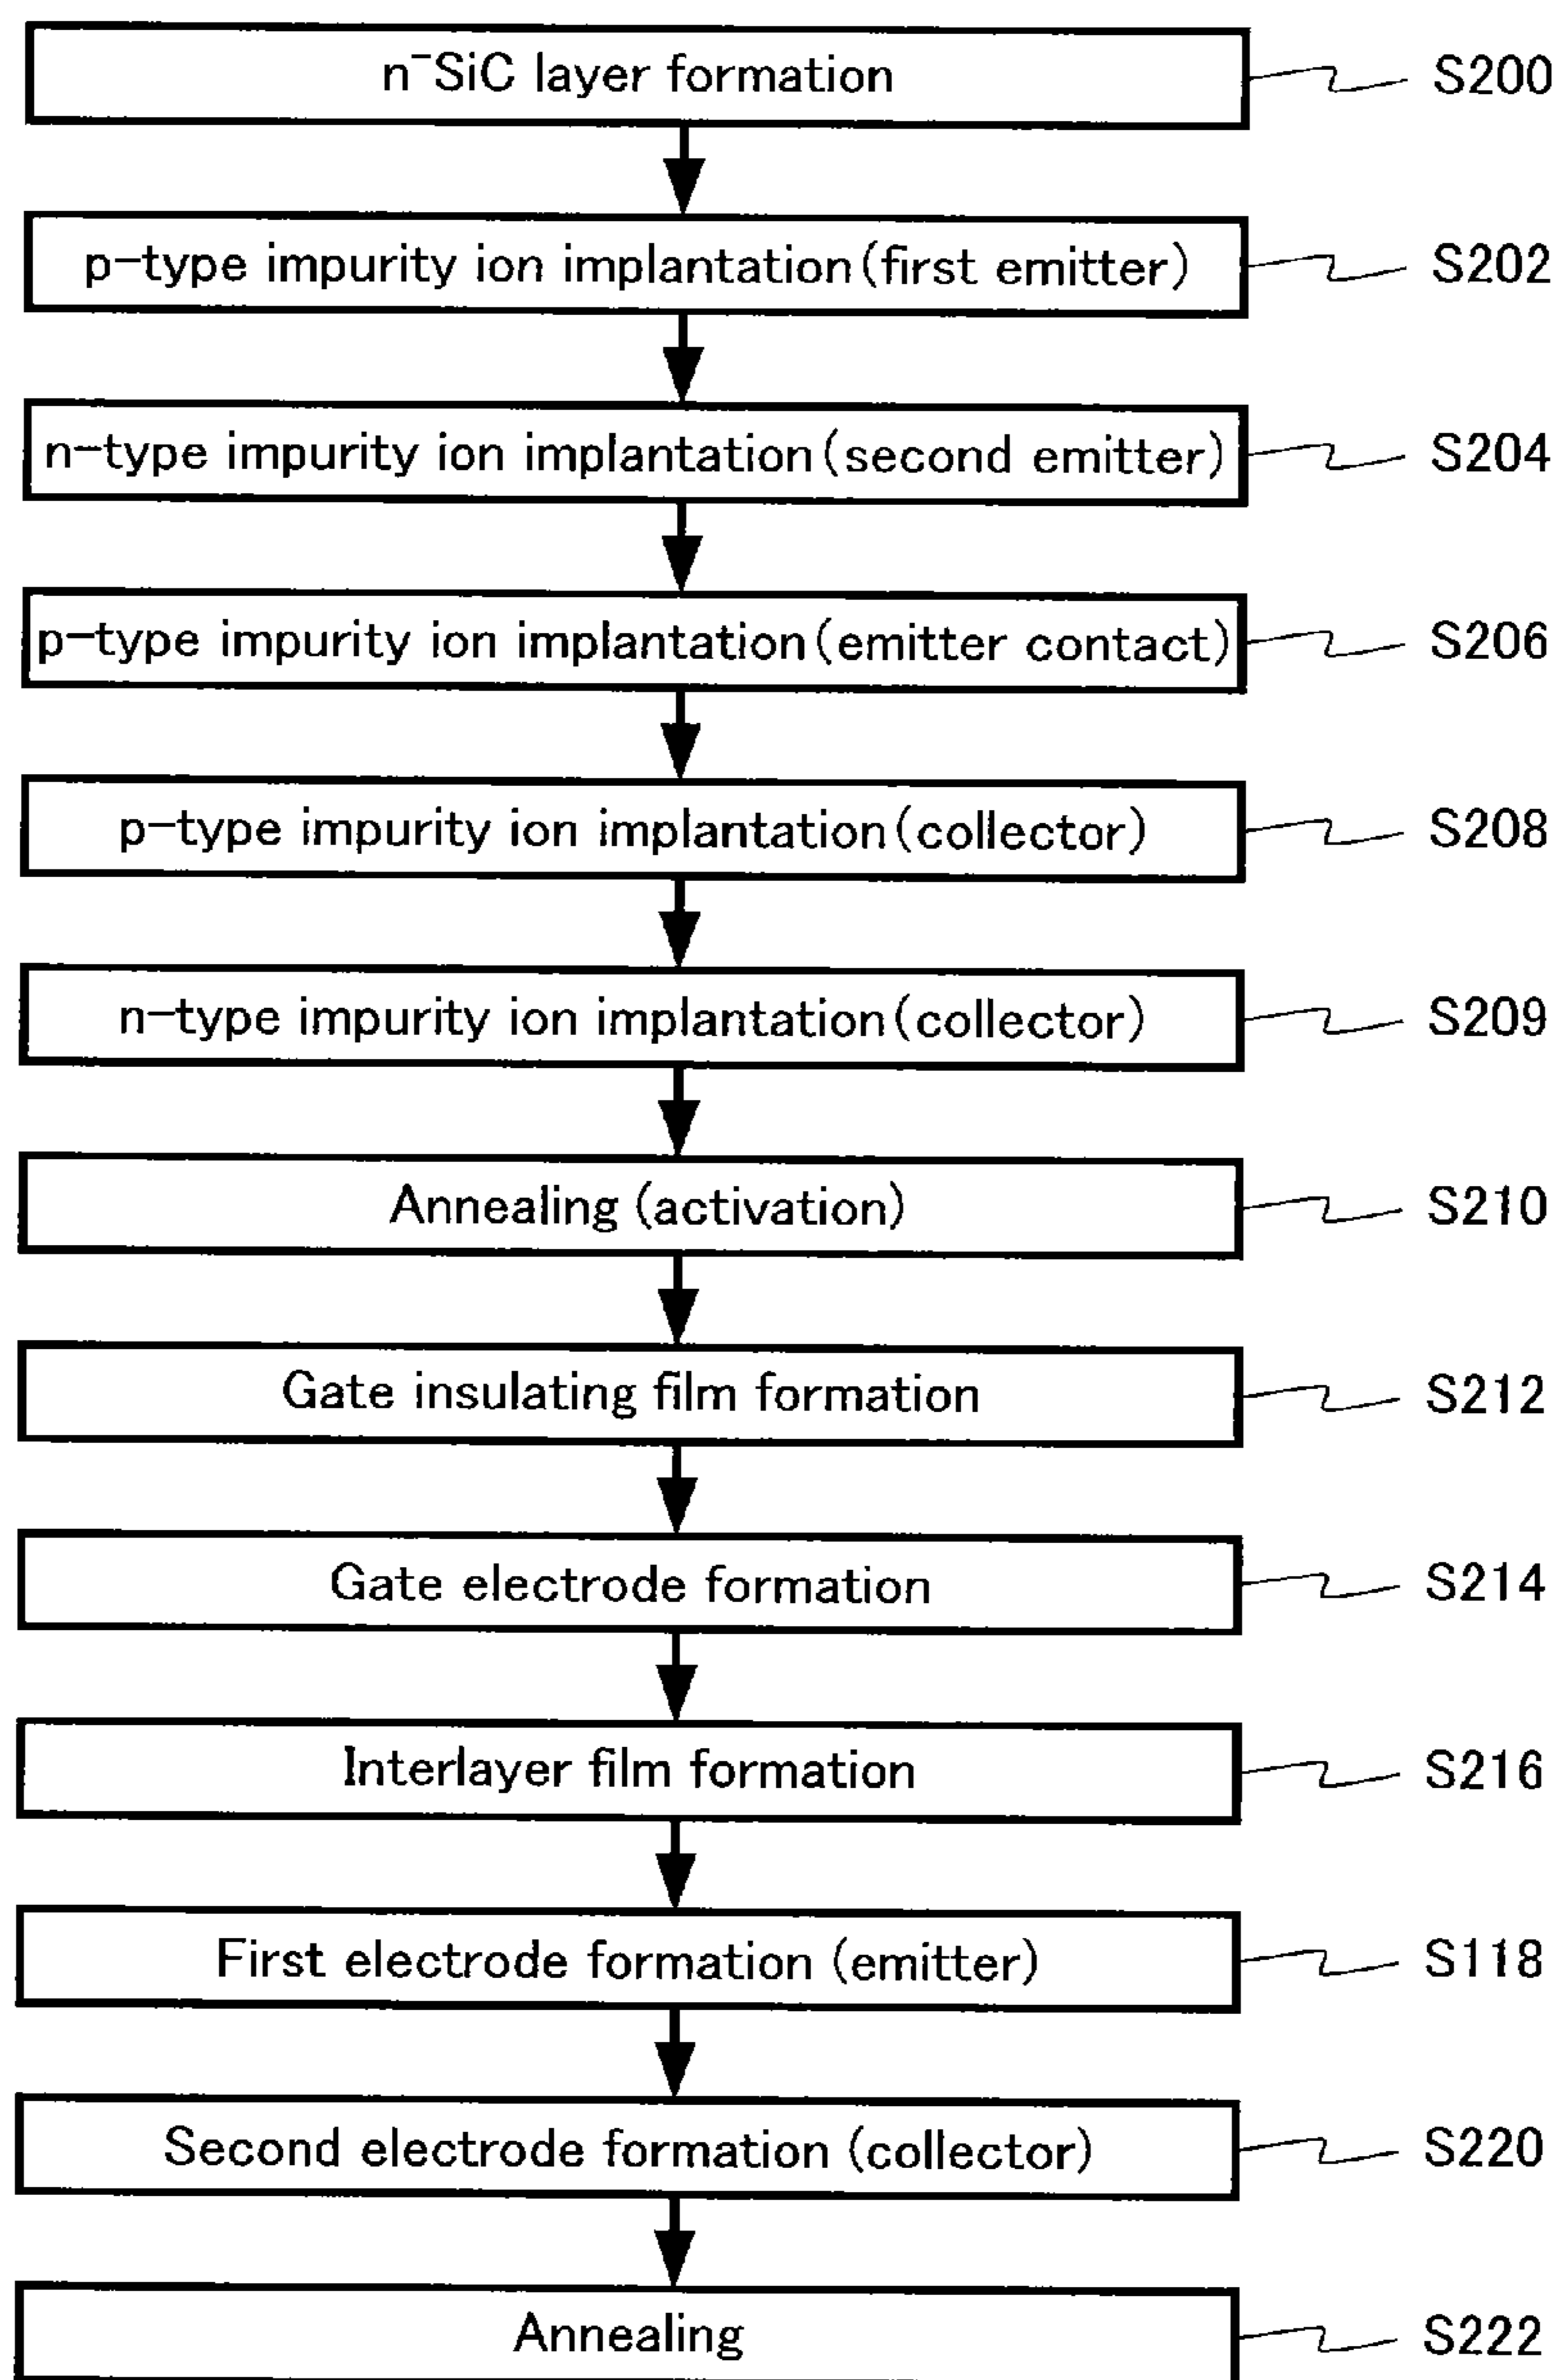 n⁻SiC layer formation S200
p-type impurity ion implantation(first emitter) S202
n-type impurity ion implantation(second emitter) S204
p-type impurity ion implantation(emitter contact) S206
p-type impurity ion implantation(collector) S208
n-type impurity ion implantation(collector) S209
Annealing (activation) S210
Gate insulating film formation S212
Gate electrode formation S214
Interlayer film formation S216
First electrode formation (emitter) S118
Second electrode formation (collector) S220
Annealing S222